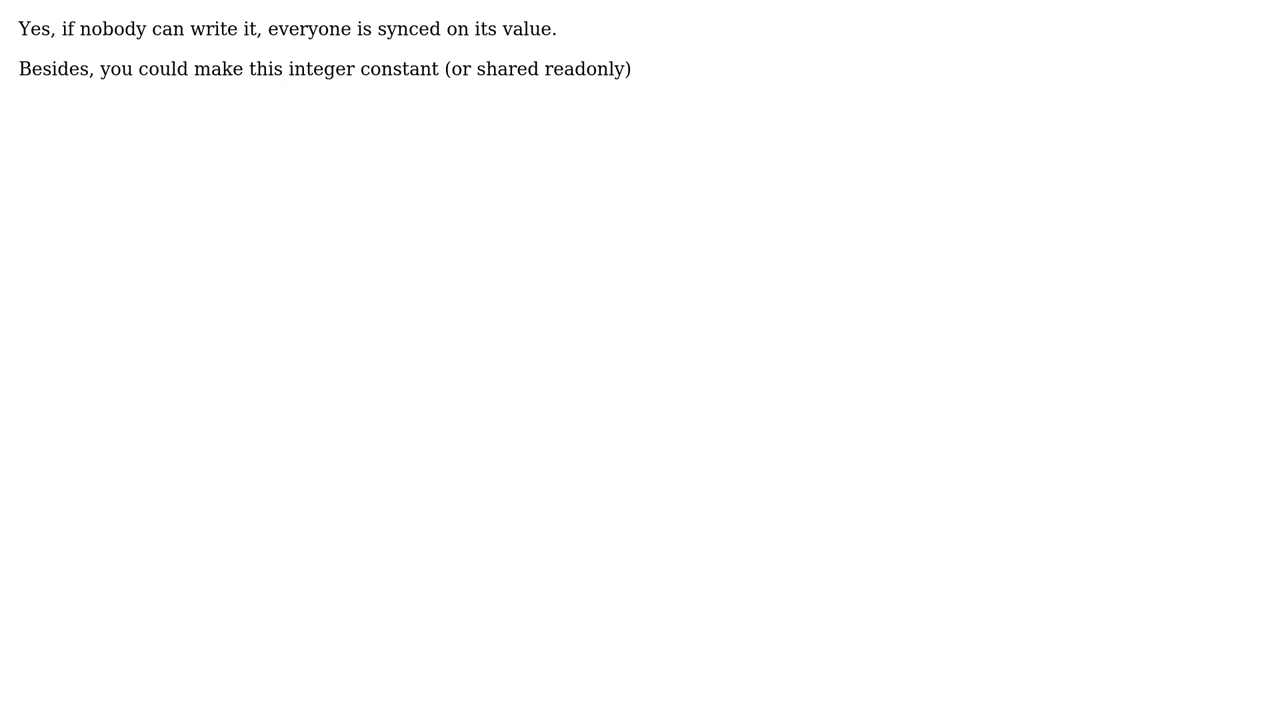 Yes, if nobody can write it, everyone is synced on its value.
Besides, you could make this integer constant (or shared readonly)